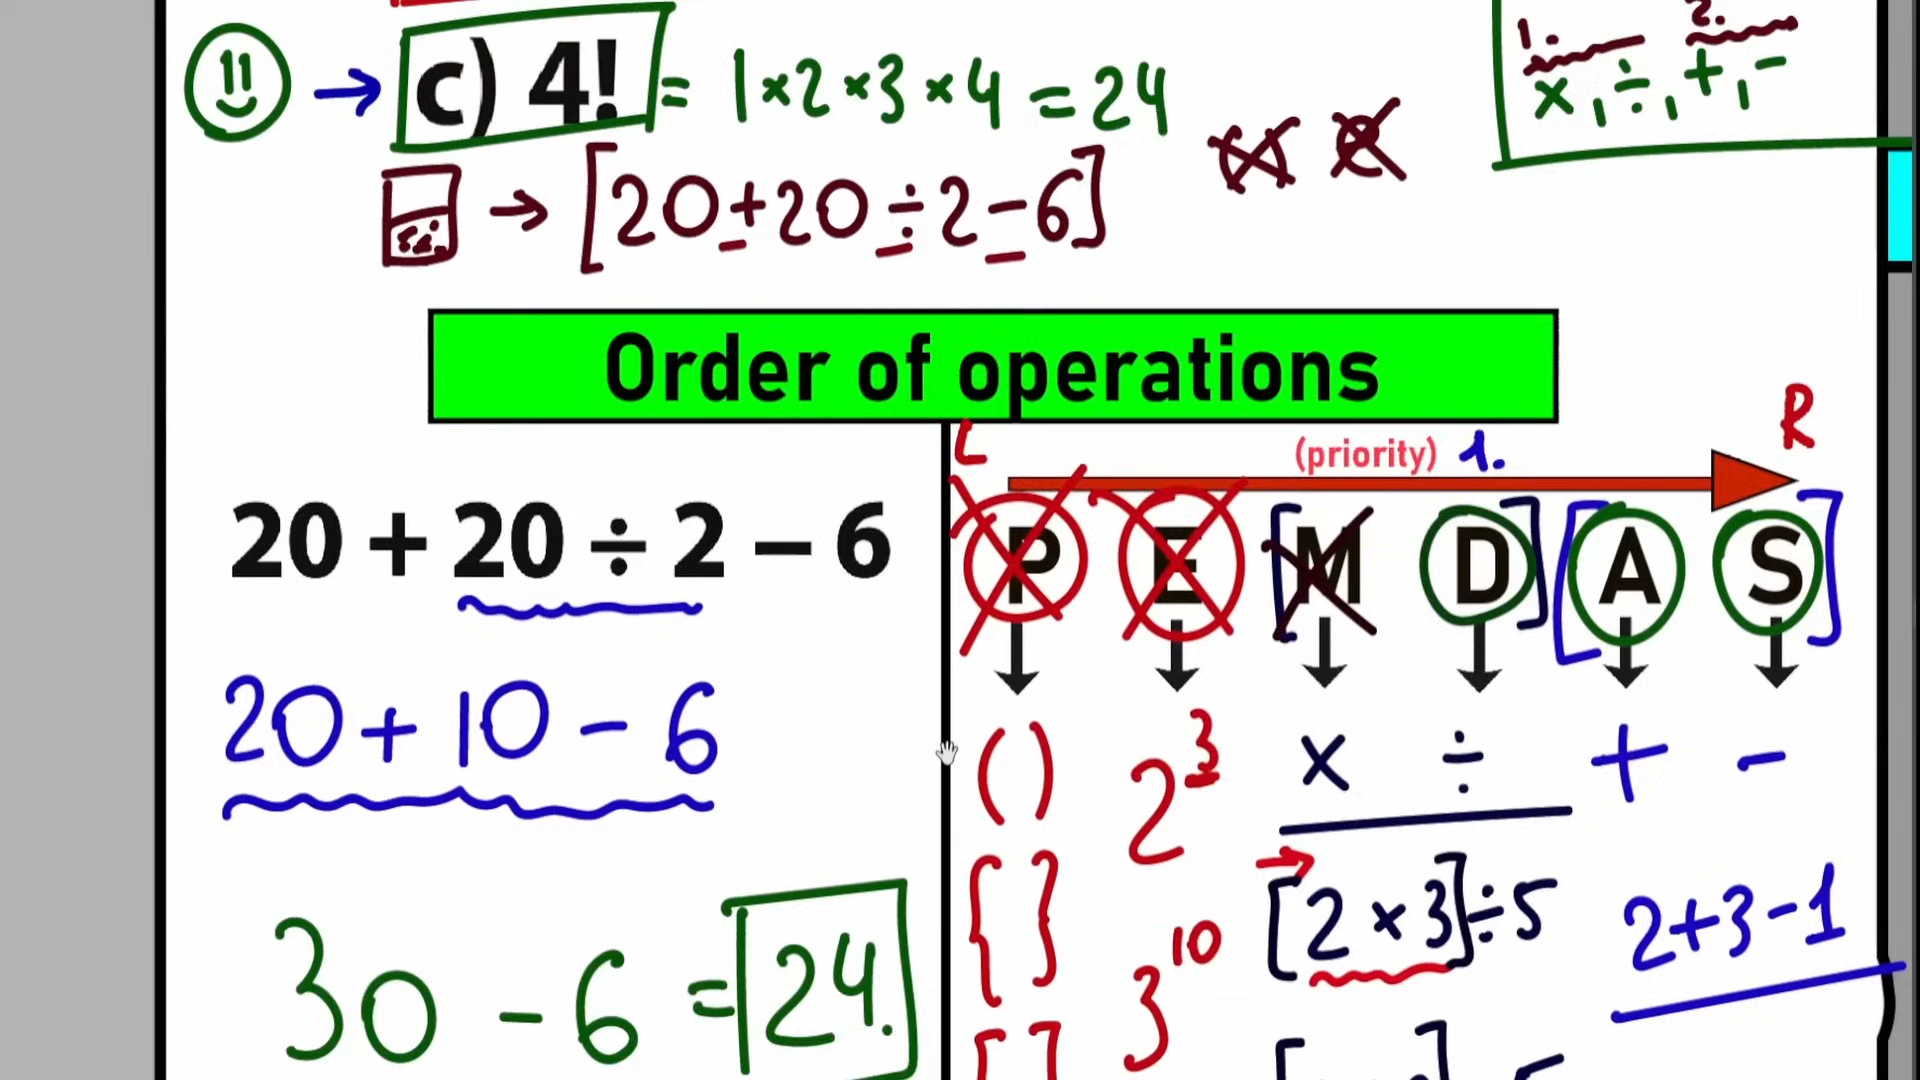 c) 4! = 1×2×3×4 = 24
1. 2.
× , ÷ , + , -
[20+20÷2-6]
Order of operations
L (priority) 1. R
20 + 20 ÷ 2 – 6
P E [M D] [A S]
20 + 10 - 6
( ) 2³ × ÷ + -
{ } 3¹⁰ [2 × 3]÷5 2+3-1
30 - 6 = 24.
[ ]